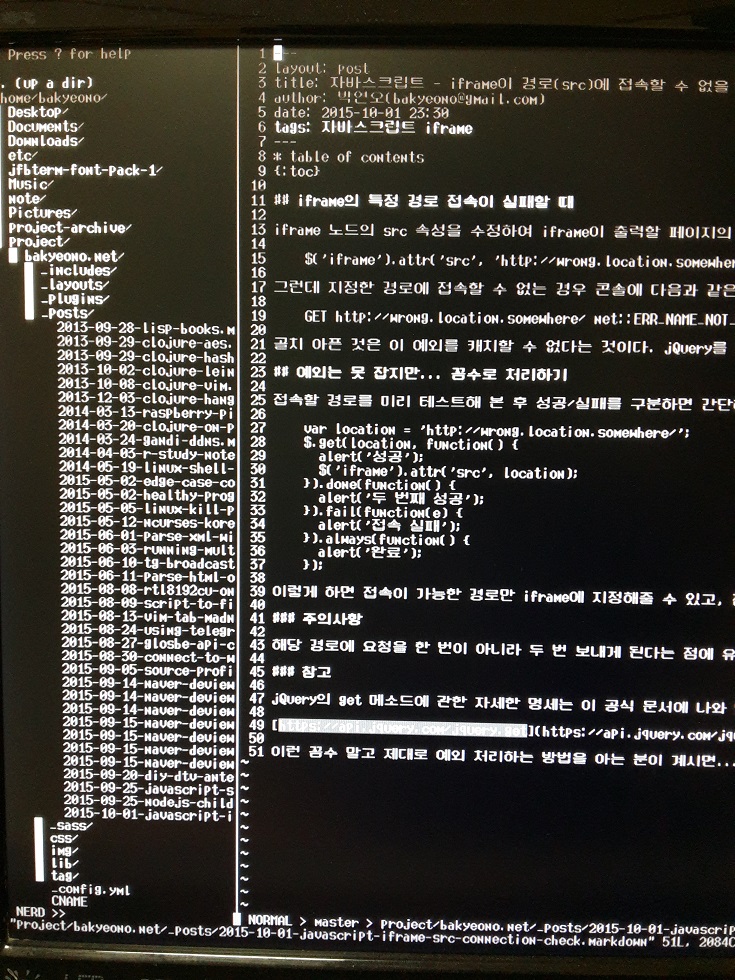 Press ? for help
.. (up a dir)
/home/bakyeono/
Desktop/
Documents/
Downloads/
etc/
jfbterm-font-pack-1/
Music/
note/
Pictures/
Project-archive/
Project/
bakyeono.net/
_includes/
_layouts/
_plugins/
_posts/
2013-09-28-lisp-books.m
2013-09-29-clojure-aes.
2013-09-29-clojure-hash
2013-10-02-clojure-lein
2013-10-08-clojure-vim.
2013-12-03-clojure-hang
2014-03-13-raspberry-pi
2014-03-20-clojure-on-p
2014-03-24-gandi-ddns.m
2014-04-03-r-study-note
2014-05-19-linux-shell-
2015-05-02-edge-case-co
2015-05-02-healthy-prog
2015-05-05-linux-kill-p
2015-05-12-ncurses-kore
2015-06-01-parse-xml-wi
2015-06-03-running-mult
2015-06-10-tg-broadcast
2015-06-11-parse-html-o
2015-08-08-rtl8192cu-on
2015-08-09-script-to-fi
2015-08-13-vim-tab-madn
2015-08-24-using-telegr
2015-08-27-glosbe-api-c
2015-08-30-connect-to-w
2015-09-05-source-profi
2015-09-14-naver-deview
2015-09-14-naver-deview
2015-09-14-naver-deview
2015-09-15-naver-deview
2015-09-15-naver-deview
2015-09-15-naver-deview
2015-09-15-naver-deview
2015-09-20-diy-dtv-ante
2015-09-25-javascript-s
2015-09-25-nodejs-child
2015-10-01-javascript-i
_sass/
css/
img/
lib/
tag/
_config.yml
CNAME
NERD >>
1 ---
2 layout: post
3 title: 자바스크립트 - iframe이 경로(src)에 접속할 수 없을
4 author: 박연오(bakyeono@gmail.com)
5 date: 2015-10-01 23:30
6 tags: 자바스크립트 iframe
7 ---
8 * table of contents
9 {:toc}
10
11 ## iframe의 특정 경로 접속이 실패할 때
12
13 iframe 노드의 src 속성을 수정하여 iframe이 출력할 페이지의
14
15 $('iframe').attr('src', 'http://wrong.location.somewher
16
17 그런데 지정한 경로에 접속할 수 없는 경우 콘솔에 다음과 같은
18
19 GET http://wrong.location.somewhere/ net::ERR_NAME_NOT_
20
21 골치 아픈 것은 이 예외를 캐치할 수 없다는 것이다. jQuery를
22
23 ## 예외는 못 잡지만... 꼼수로 처리하기
24
25 접속할 경로를 미리 테스트해 본 후 성공/실패를 구분하면 간단
26
27 var location = 'http://wrong.location.somewhere/';
28 $.get(location, function() {
29 alert('성공');
30 $('iframe').attr('src', location);
31 }).done(function() {
32 alert('두 번째 성공');
33 }).fail(function(e) {
34 alert('접속 실패');
35 }).always(function() {
36 alert('완료');
37 });
38
39 이렇게 하면 접속이 가능한 경로만 iframe에 지정해줄 수 있고,
40
41 ### 주의사항
42
43 해당 경로에 요청을 한 번이 아니라 두 번 보내게 된다는 점에 유
44
45 ### 참고
46
47 jQuery의 get 메소드에 관한 자세한 명세는 이 공식 문서에 나와
48
49 [https://api.jquery.com/jquery.get](https://api.jquery.com/jq
50
51 이런 꼼수 말고 제대로 예외 처리하는 방법을 아는 분이 계시면...
~
~
~
~
~
~
~
~
~
~
~
NORMAL > master > Project/bakyeono.net/_posts/2015-10-01-javascrip
"Project/bakyeono.net/_posts/2015-10-01-javascript-iframe-src-connection-check.markdown" 51L, 2084C